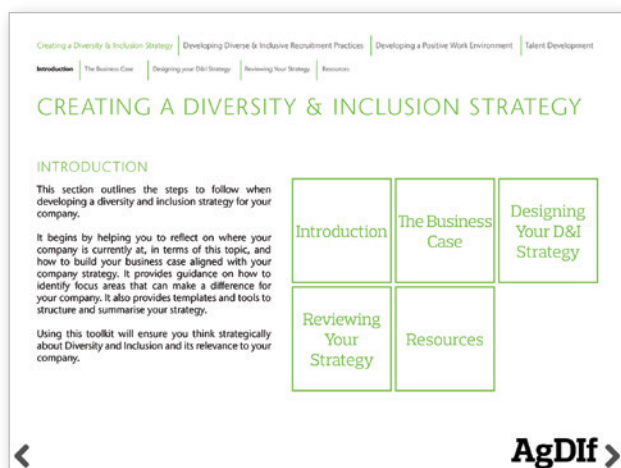 Creating a Diversity & Inclusion Strategy | Developing Diverse & Inclusive Recruitment Practices | Developing a Positive Work Environment | Talent Development
Introduction | The Business Case | Designing your D&I Strategy | Reviewing Your Strategy | Resources
CREATING A DIVERSITY & INCLUSION STRATEGY
INTRODUCTION
This section outlines the steps to follow when
developing a diversity and inclusion strategy for your
company.
It begins by helping you to reflect on where your
company is currently at, in terms of this topic, and
how to build your business case aligned with your
company strategy. It provides guidance on how to
identify focus areas that can make a difference for
your company. It also provides templates and tools to
structure and summarise your strategy.
Using this toolkit will ensure you think strategically
about Diversity and Inclusion and its relevance to your
company.
Introduction
The Business
Case
Designing
Your D&I
Strategy
Reviewing
Your
Strategy
Resources
AgDIf